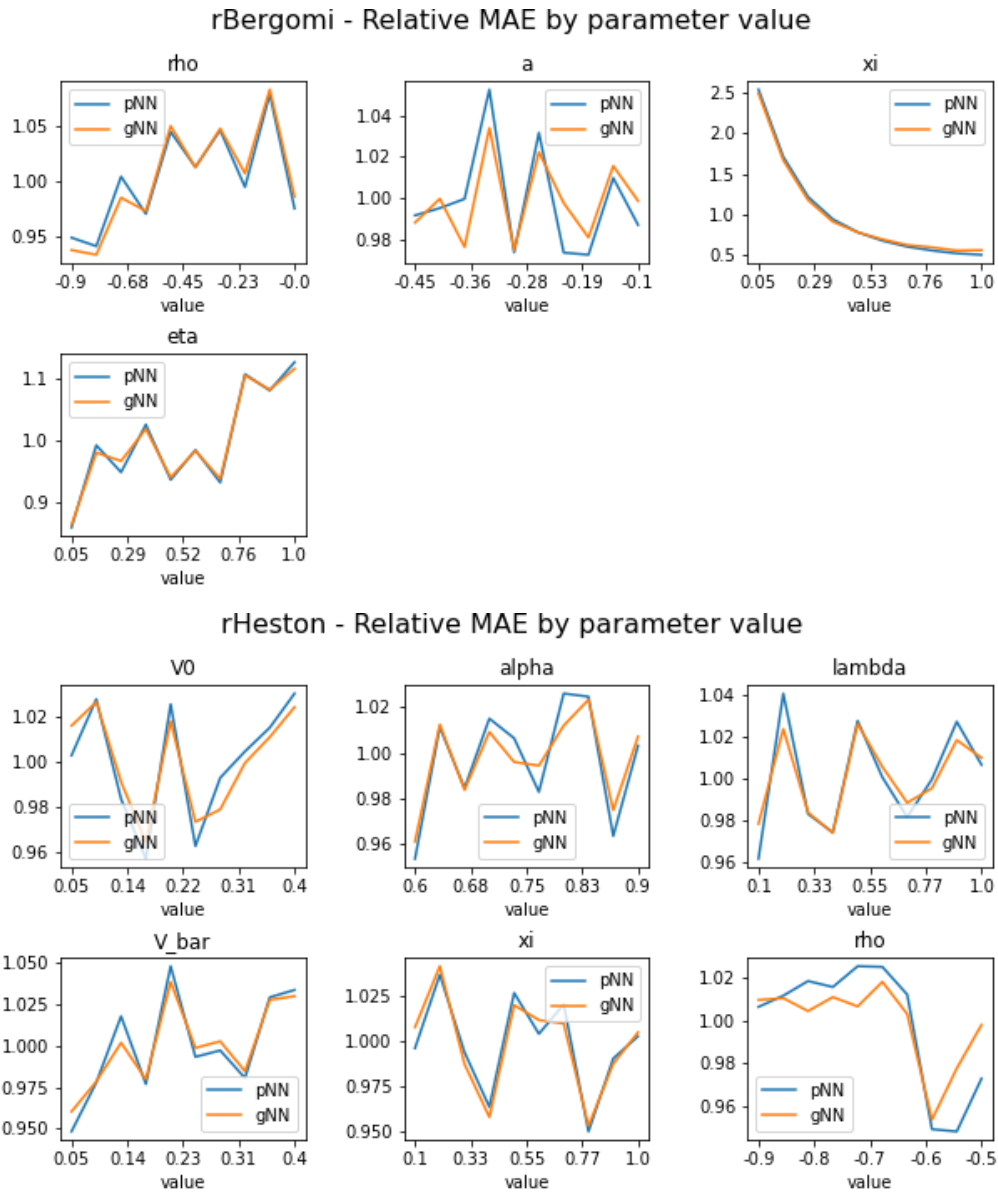 rBergomi - Relative MAE by parameter value
rho
pNN
gNN
1.05
1.00
0.95
-0.9 -0.68 -0.45 -0.23 -0.0
value
a
pNN
gNN
1.04
1.02
1.00
0.98
-0.45 -0.36 -0.28 -0.19 -0.1
value
xi
pNN
gNN
2.5
2.0
1.5
1.0
0.5
0.05 0.29 0.53 0.76 1.0
value
eta
pNN
gNN
1.1
1.0
0.9
0.05 0.29 0.52 0.76 1.0
value
rHeston - Relative MAE by parameter value
V0
1.02
1.00
0.98
0.96
pNN
gNN
0.05 0.14 0.22 0.31 0.4
value
alpha
1.02
1.00
0.98
0.96
pNN
gNN
0.6 0.68 0.75 0.83 0.9
value
lambda
1.04
1.02
1.00
0.98
0.96
pNN
gNN
0.1 0.33 0.55 0.77 1.0
value
V_bar
1.050
1.025
1.000
0.975
0.950
pNN
gNN
0.05 0.14 0.23 0.31 0.4
value
xi
pNN
gNN
1.025
1.000
0.975
0.950
0.1 0.33 0.55 0.77 1.0
value
rho
1.02
1.00
0.98
0.96
pNN
gNN
-0.9 -0.8 -0.7 -0.6 -0.5
value